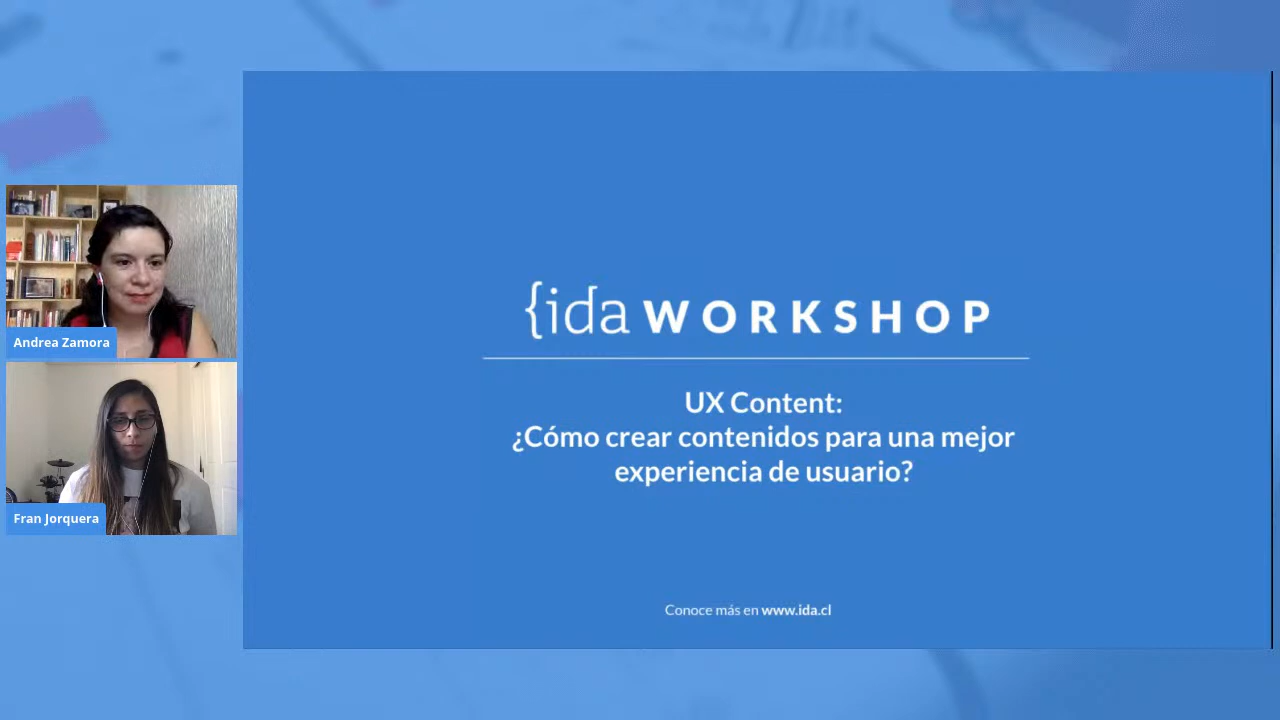 Andrea Zamora
Fran Jorquera
{ida WORKSHOP
UX Content:
¿Cómo crear contenidos para una mejor
experiencia de usuario?
Conoce más en www.ida.cl